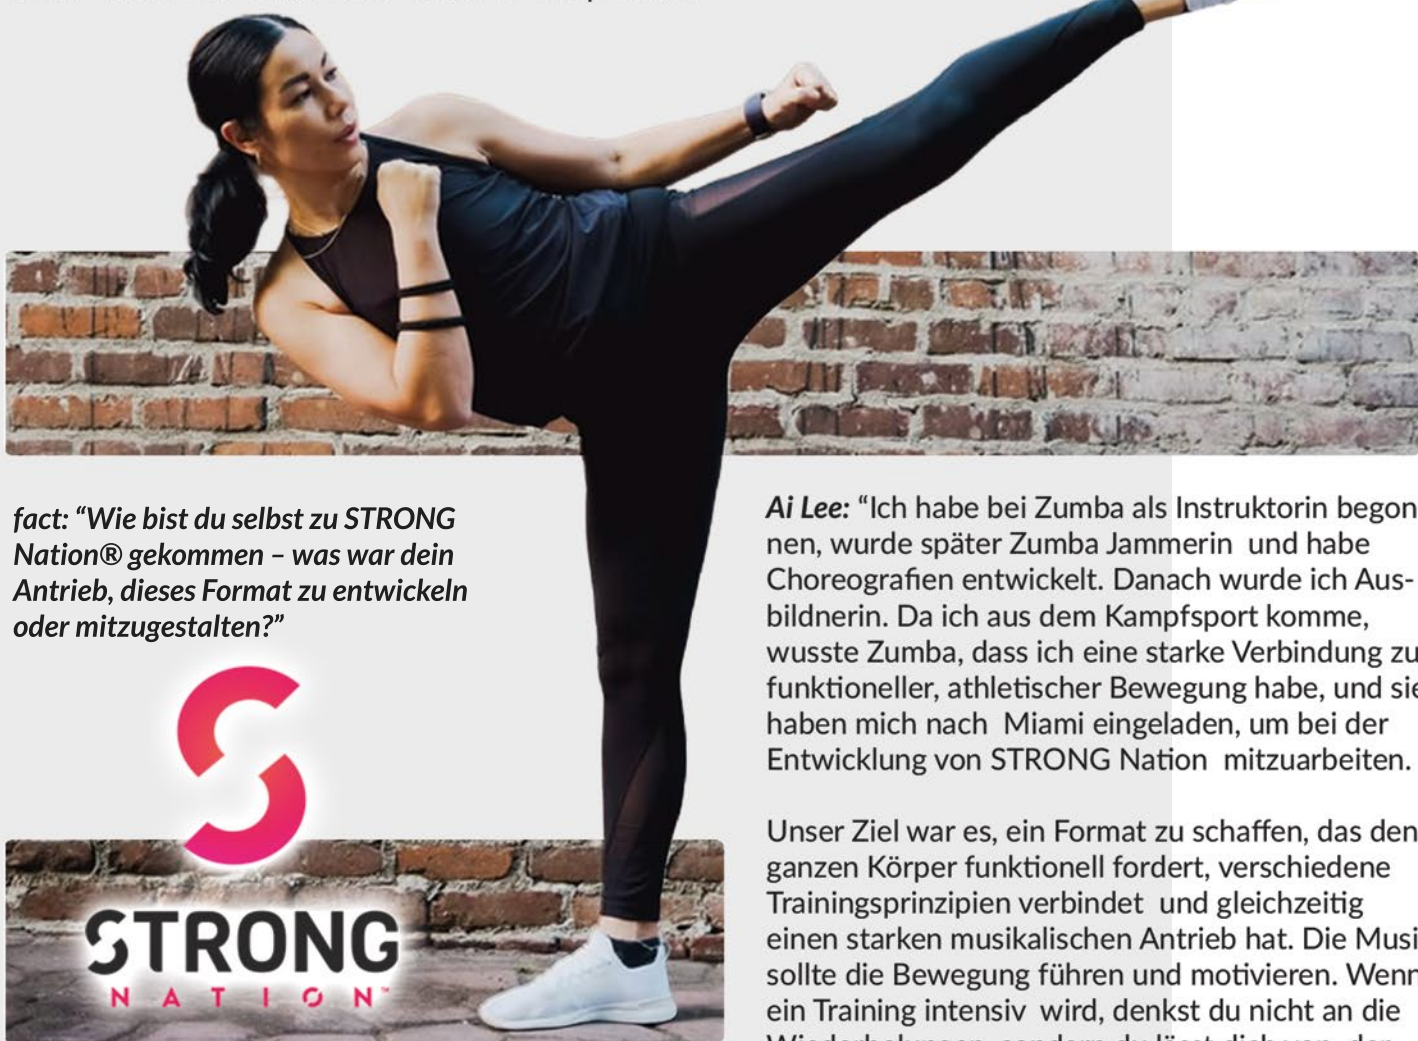 fact: “Wie bist du selbst zu STRONG
Nation® gekommen – was war dein
Antrieb, dieses Format zu entwickeln
oder mitzugestalten?”
STRONG
NATION™
Ai Lee: “Ich habe bei Zumba als Instruktorin begon
nen, wurde später Zumba Jammerin und habe
Choreografien entwickelt. Danach wurde ich Aus-
bildnerin. Da ich aus dem Kampfsport komme,
wusste Zumba, dass ich eine starke Verbindung zu
funktioneller, athletischer Bewegung habe, und sie
haben mich nach Miami eingeladen, um bei der
Entwicklung von STRONG Nation mitzuarbeiten.
Unser Ziel war es, ein Format zu schaffen, das den
ganzen Körper funktionell fordert, verschiedene
Trainingsprinzipien verbindet und gleichzeitig
einen starken musikalischen Antrieb hat. Die Musi
sollte die Bewegung führen und motivieren. Wenn
ein Training intensiv wird, denkst du nicht an die